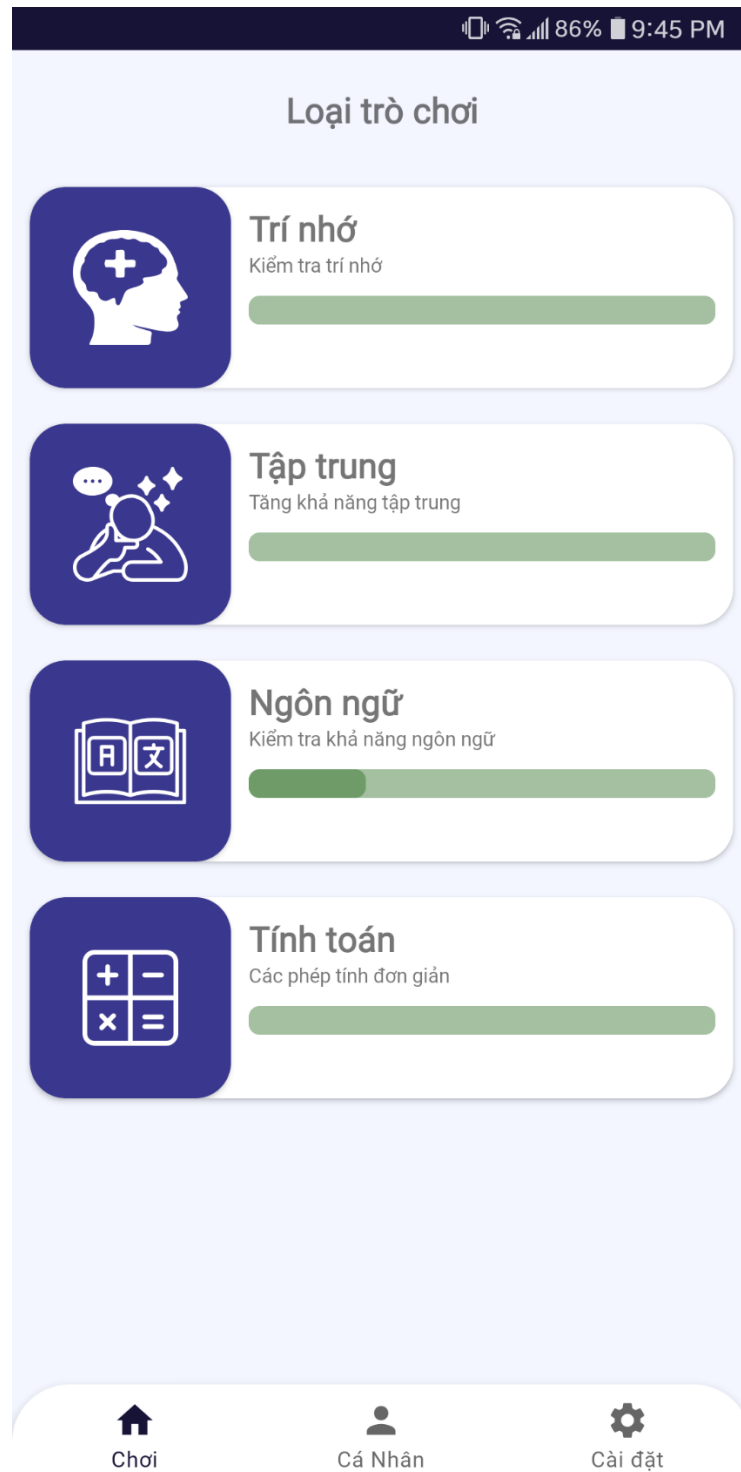 86% 9:45 PM
Loại trò chơi
Trí nhớ
Kiểm tra trí nhớ
Tập trung
Tăng khả năng tập trung
Ngôn ngữ
Kiểm tra khả năng ngôn ngữ
A 文
Tính toán
Các phép tính đơn giản
+ −
× =
Chơi Cá Nhân Cài đặt